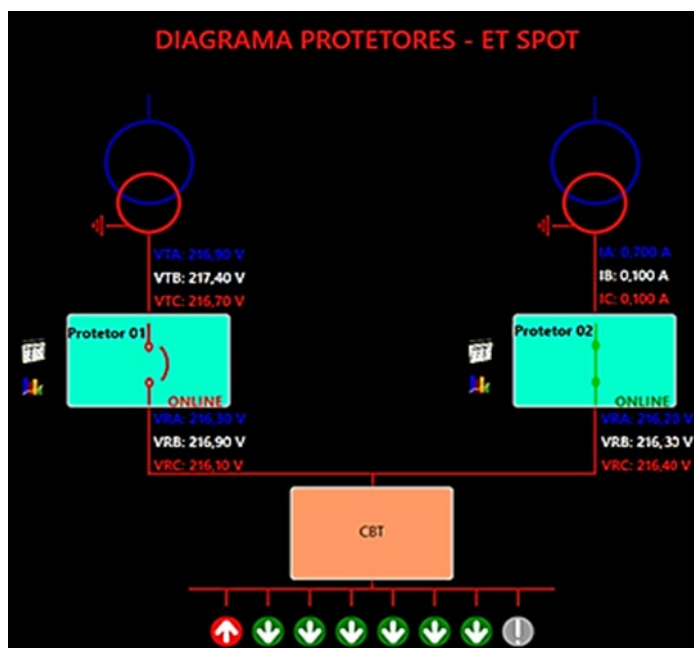 DIAGRAMA PROTETORES - ET SPOT
VTA: 216,90 V
VTB: 217,40 V
VTC: 216,70 V
IA: 0,700 A
IB: 0,100 A
IC: 0,100 A
Protetor 01
ONLINE
Protetor 02
ONLINE
VRA: 216,30 V
VRB: 216,90 V
VRC: 216,10 V
VRA: 216,20 V
VRB: 216,30 V
VRC: 216,40 V
CBT